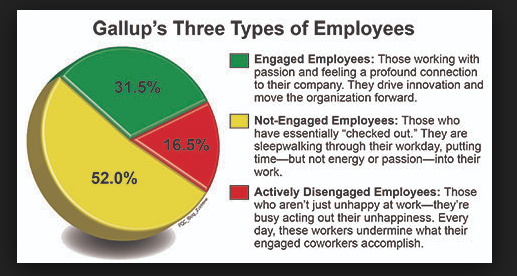 Gallup's Three Types of Employees
31.5%
16.5%
52.0%
Engaged Employees: Those working with
passion and feeling a profound connection
to their company. They drive innovation and
move the organization forward.
Not-Engaged Employees: Those who
have essentially “checked out.” They are
sleepwalking through their workday, putting
time—but not energy or passion—into their
work.
Actively Disengaged Employees: Those
who aren't just unhappy at work—they're
busy acting out their unhappiness. Every
day, these workers undermine what their
engaged coworkers accomplish.